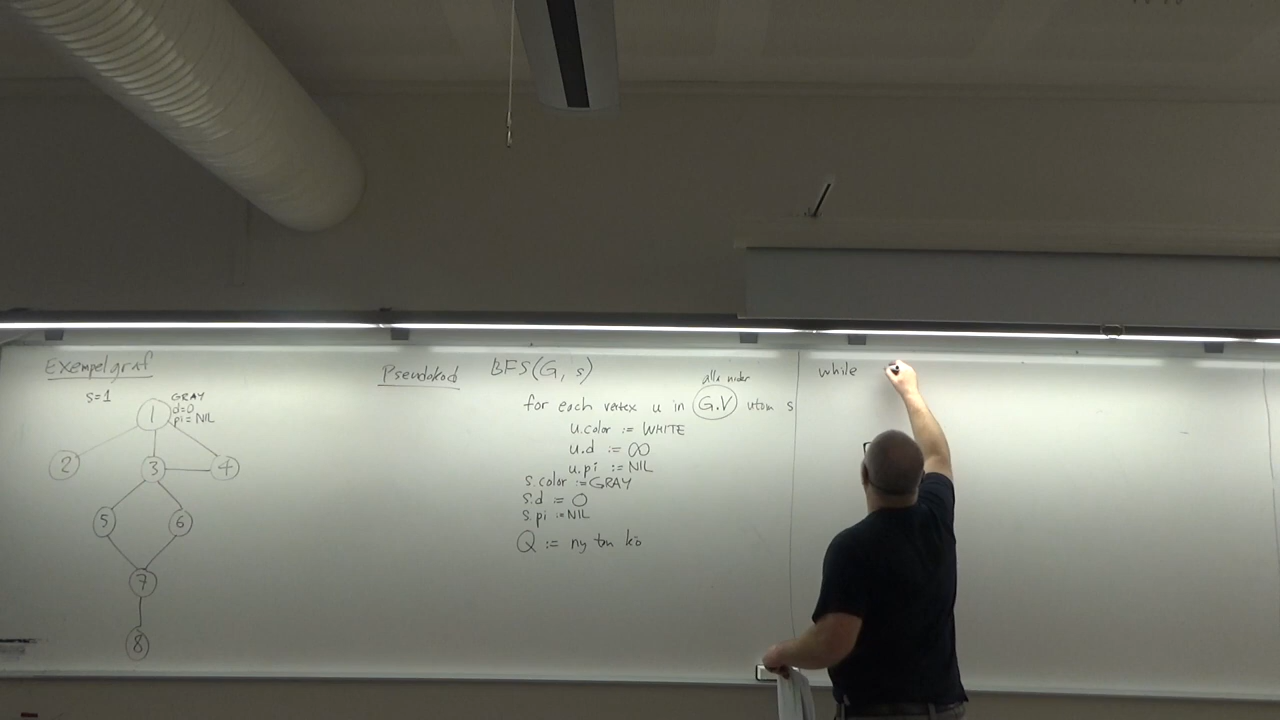 Exempelgraf
s=1
GRAY
d=0
pi=NIL
1
2
3
4
5
6
7
8
Pseudokod
BFS(G, s)
alla noder
for each vertex u in G.V utom s
u.color := WHITE
u.d := ∞
u.pi := NIL
s.color := GRAY
s.d := 0
s.pi := NIL
Q := ny tom kö
while